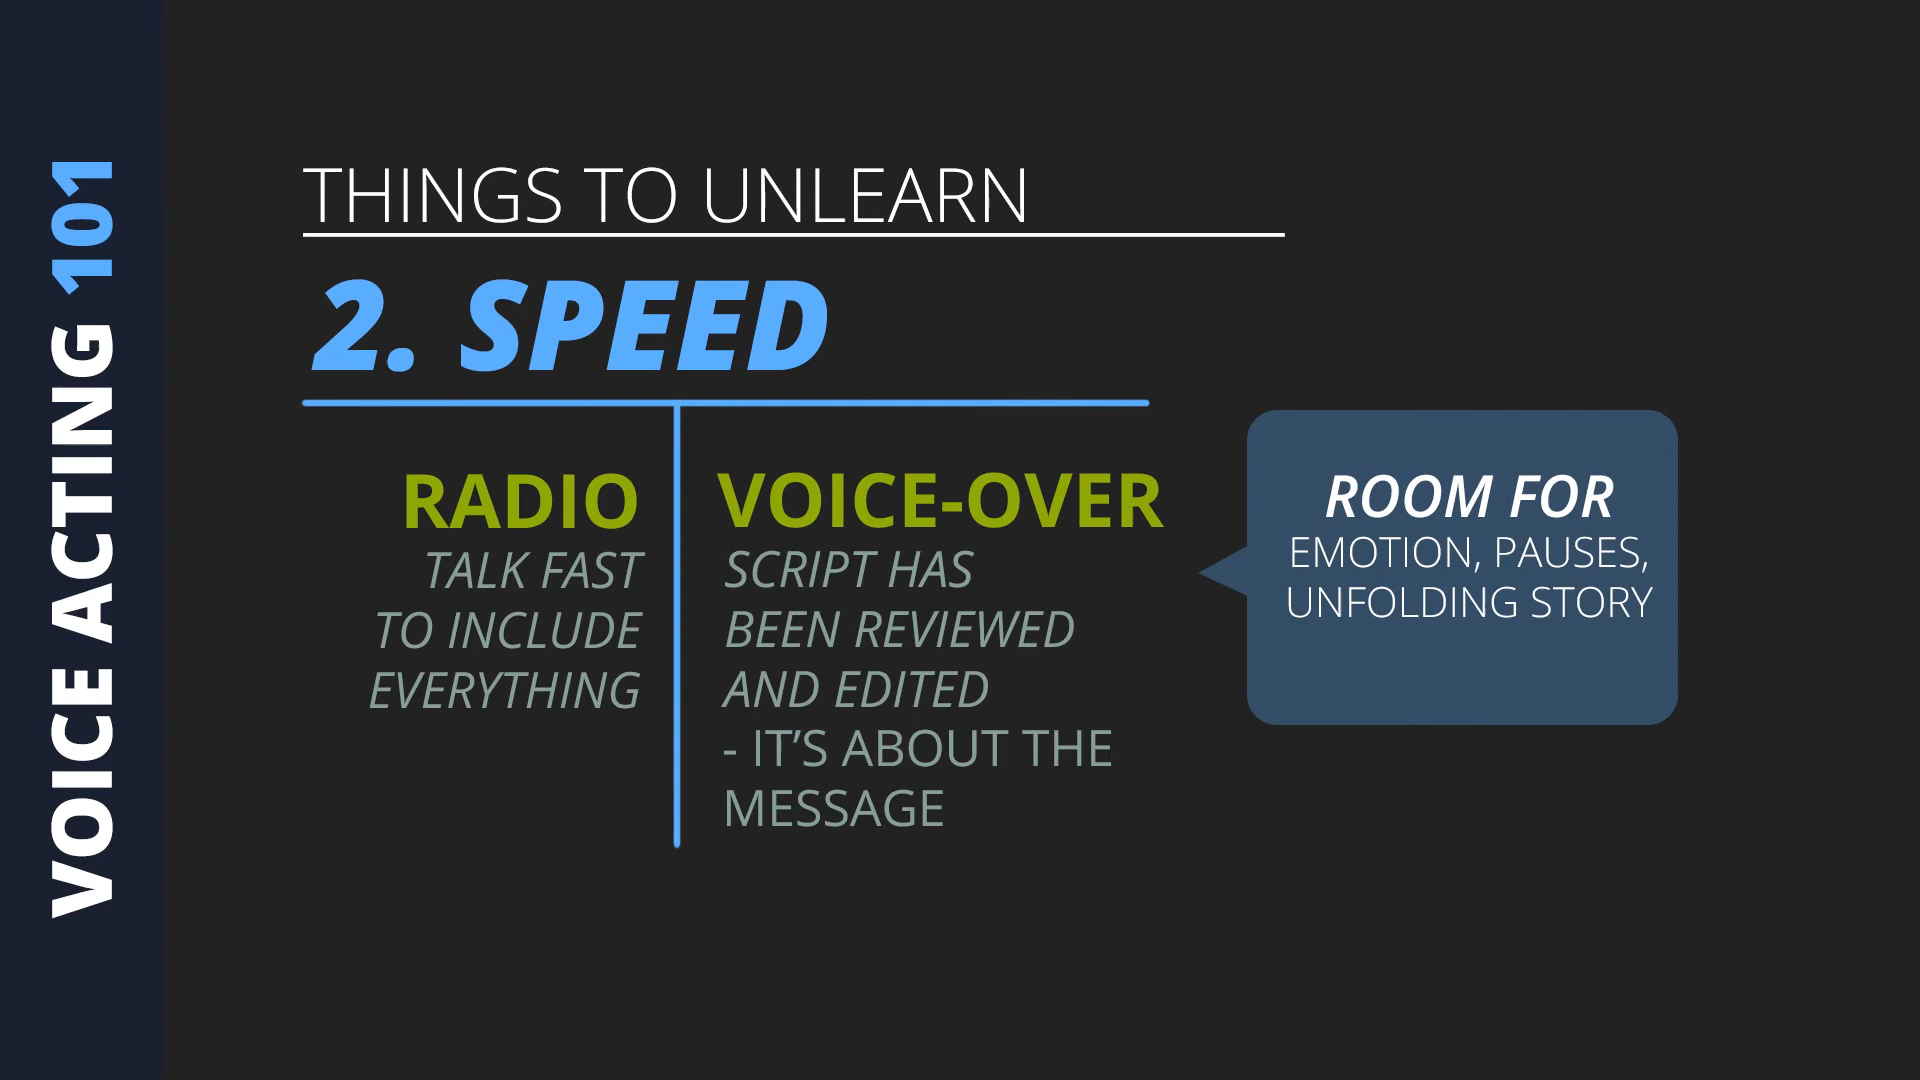 VOICE ACTING 101
THINGS TO UNLEARN
2. SPEED
RADIO
TALK FAST
TO INCLUDE
EVERYTHING
VOICE-OVER
SCRIPT HAS
BEEN REVIEWED
AND EDITED
- IT’S ABOUT THE
MESSAGE
ROOM FOR
EMOTION, PAUSES,
UNFOLDING STORY